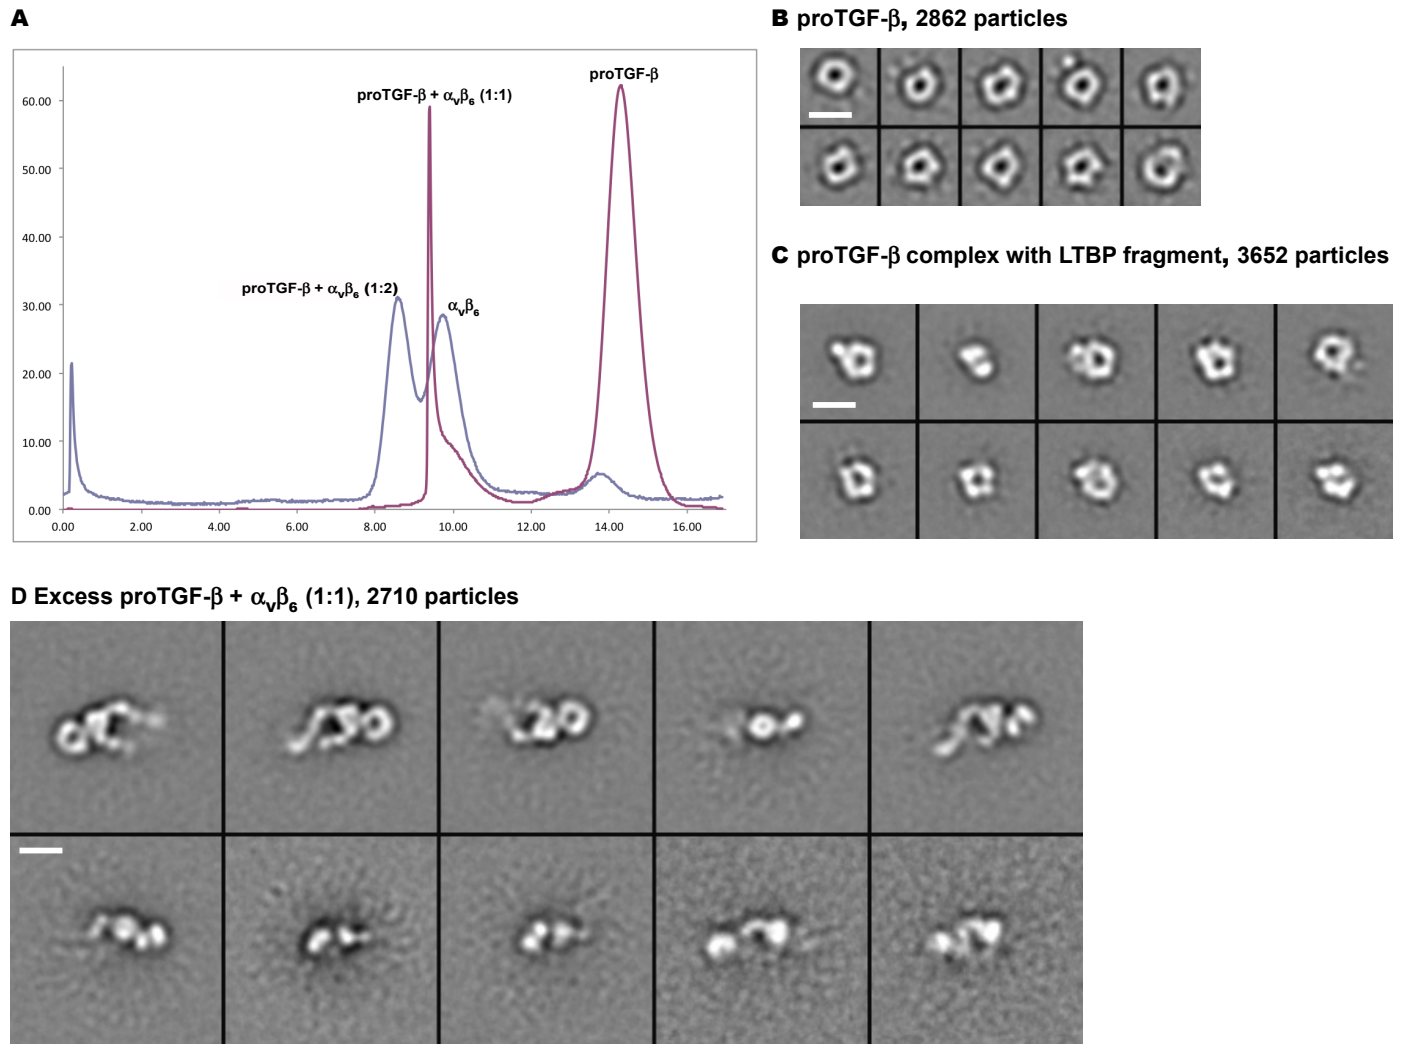 A
B proTGF-β, 2862 particles
proTGF-β
proTGF-β + αvβ6 (1:1)
60.00
50.00
40.00
30.00
20.00
10.00
0.00
proTGF-β + αvβ6 (1:2)
αvβ6
0.00 2.00 4.00 6.00 8.00 10.00 12.00 14.00 16.00
C proTGF-β complex with LTBP fragment, 3652 particles
D Excess proTGF-β + αvβ6 (1:1), 2710 particles